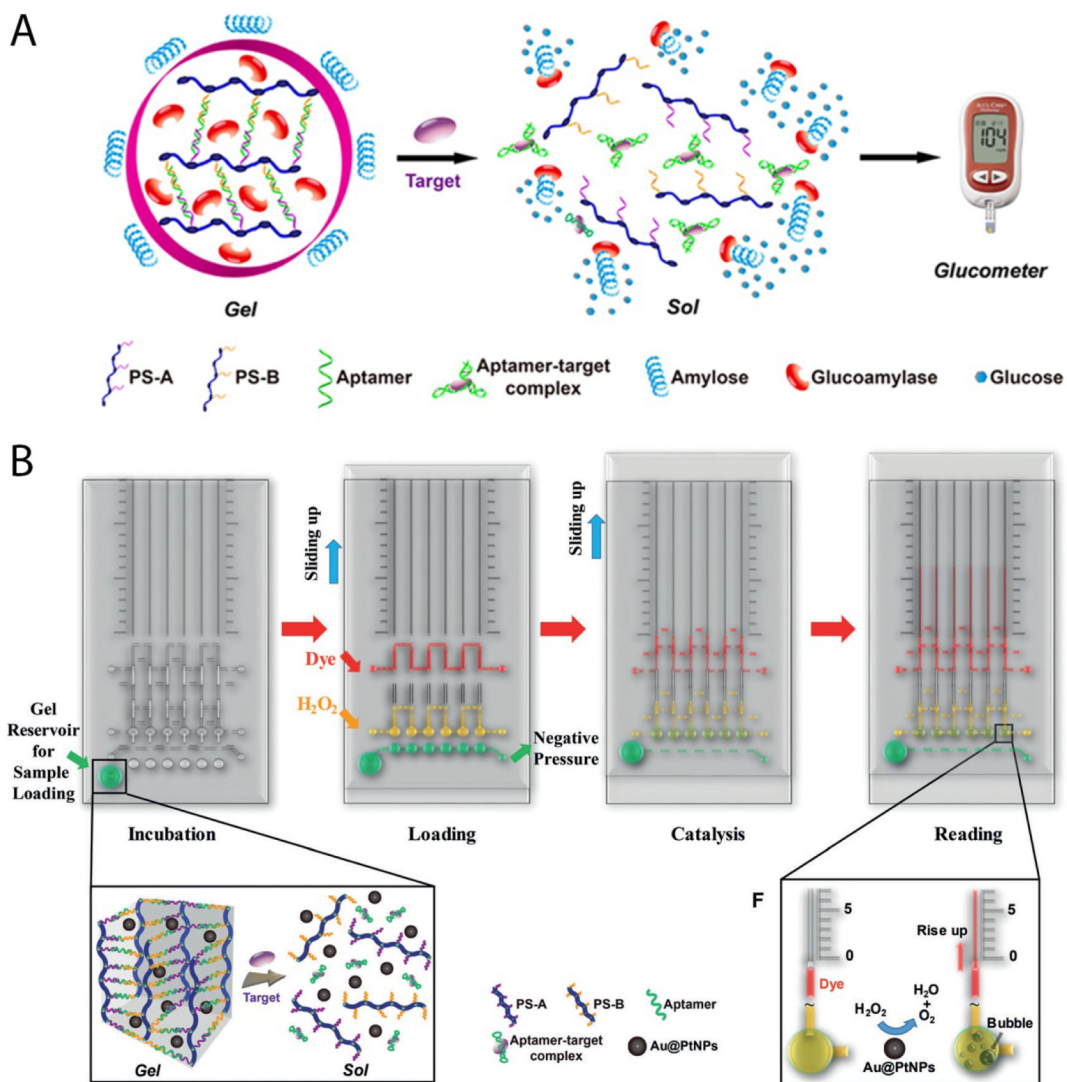 A
Target
Gel
Sol
ACCU-CHEK
104
Glucometer
PS-A
PS-B
Aptamer
Aptamer-target
complex
Amylose
Glucoamylase
Glucose
B
Sliding up
Sliding up
Dye
H₂O₂
Gel
Reservoir
for
Sample
Loading
Negative
Pressure
Incubation
Loading
Catalysis
Reading
Target
Gel
Sol
PS-A
PS-B
Aptamer
Aptamer-target
complex
Au@PtNPs
F
5
0
Dye
Rise up
H₂O₂
H₂O
+
O₂
Au@PtNPs
5
0
Bubble